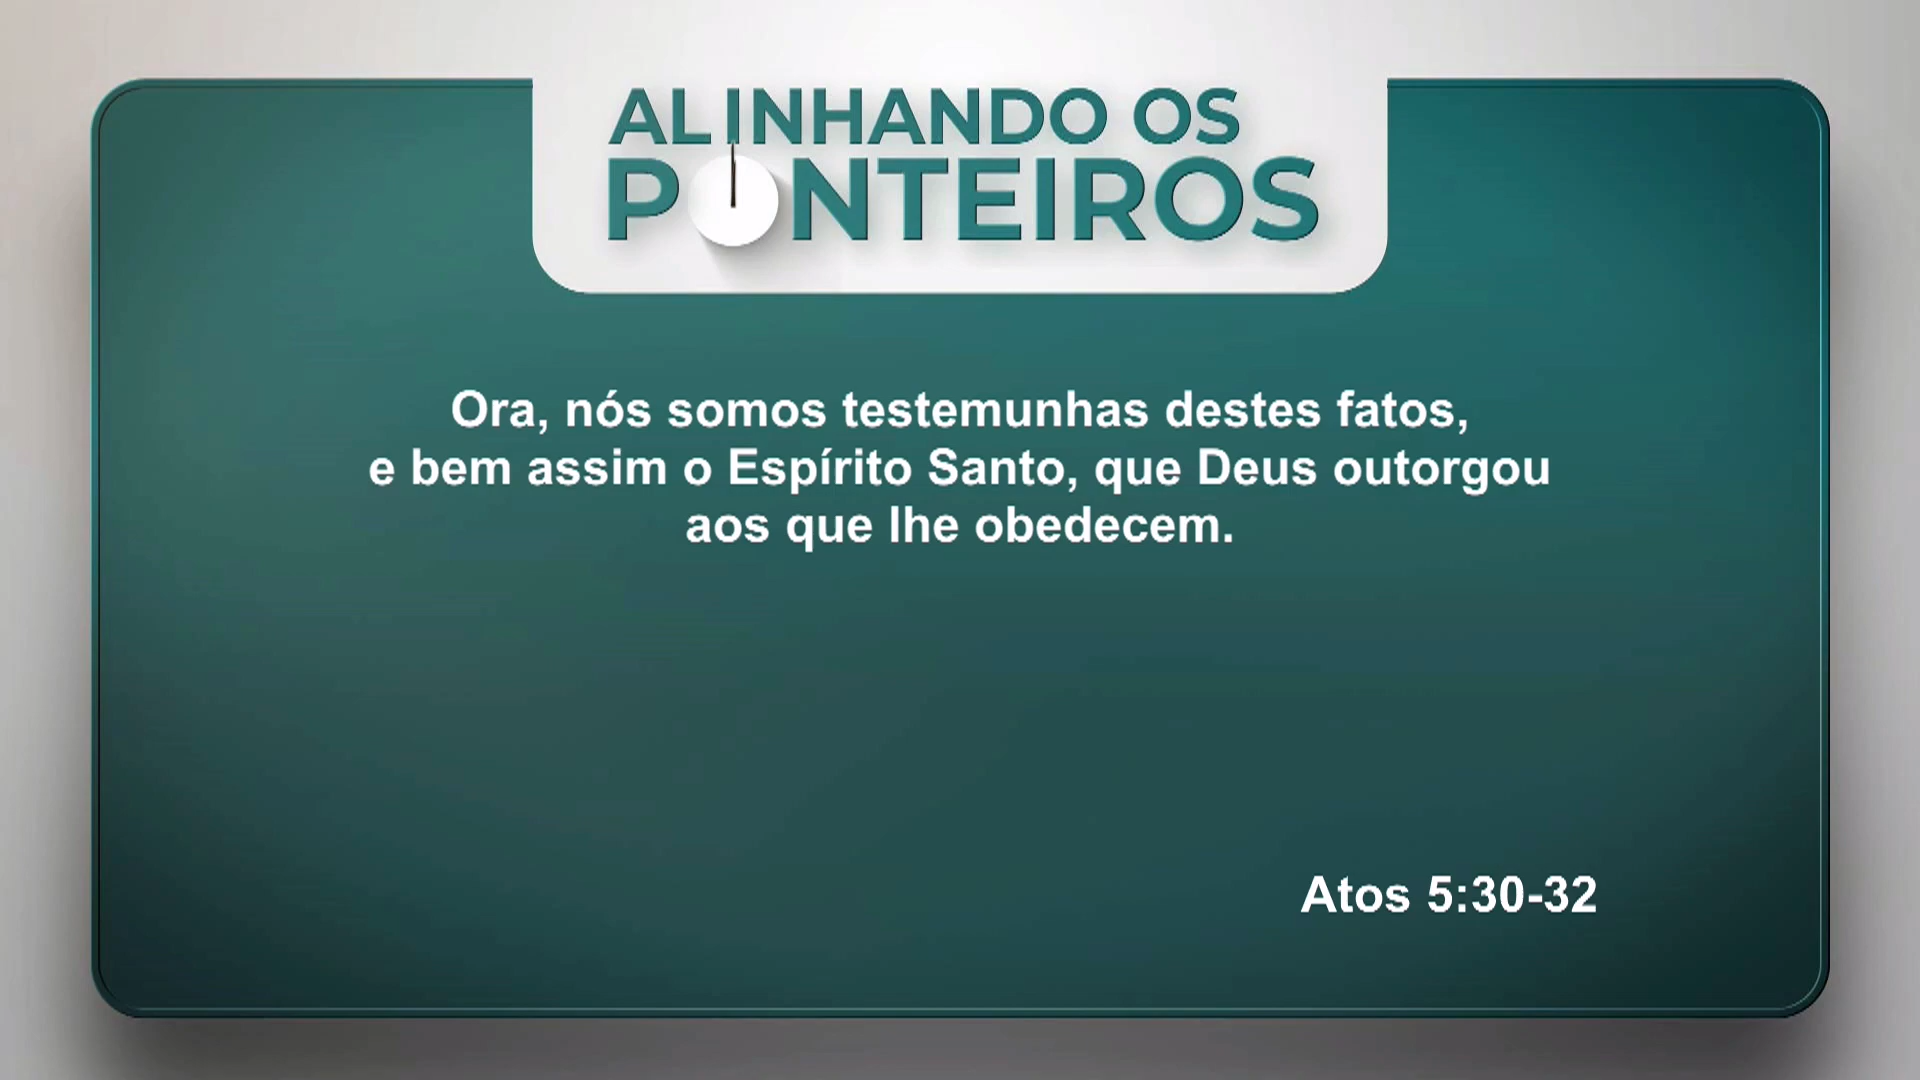 ALINHANDO OS
PONTEIROS
Ora, nós somos testemunhas destes fatos,
e bem assim o Espírito Santo, que Deus outorgou
aos que lhe obedecem.
Atos 5:30-32